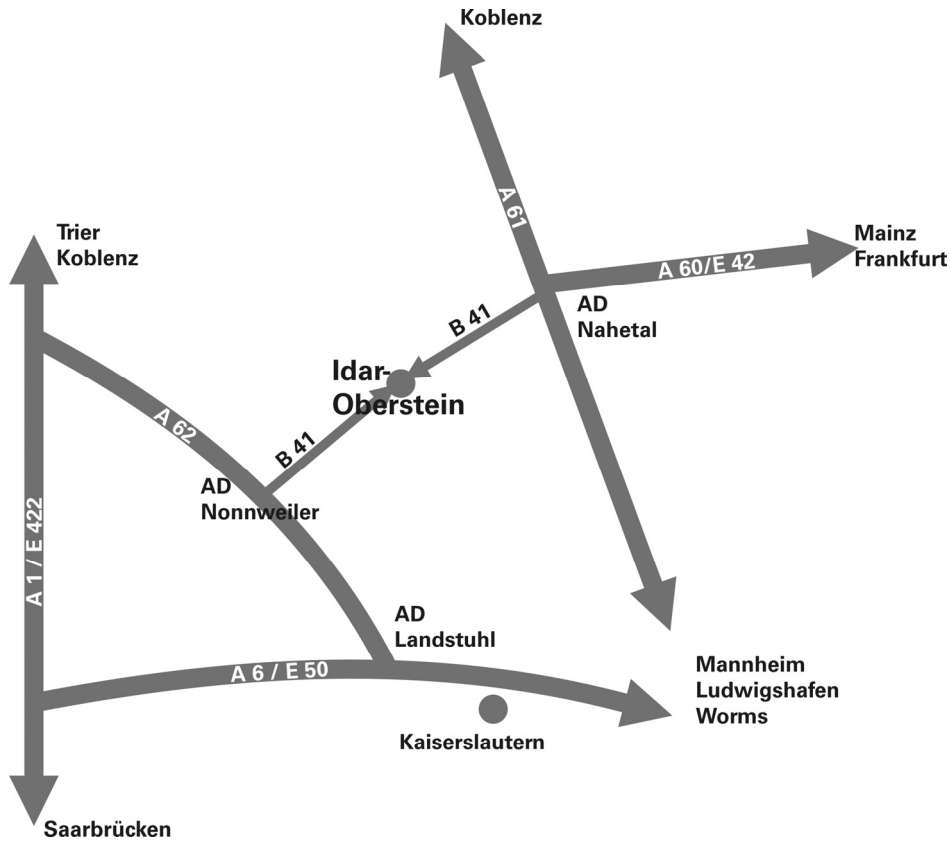 Koblenz
A 61
Trier
Koblenz
Mainz
Frankfurt
A 60/E 42
AD
Nahetal
B 41
Idar-
Oberstein
A 62
B 41
AD
Nonnweiler
A 1 / E 422
AD
Landstuhl
A 6 / E 50
Mannheim
Ludwigshafen
Worms
Kaiserslautern
Saarbrücken